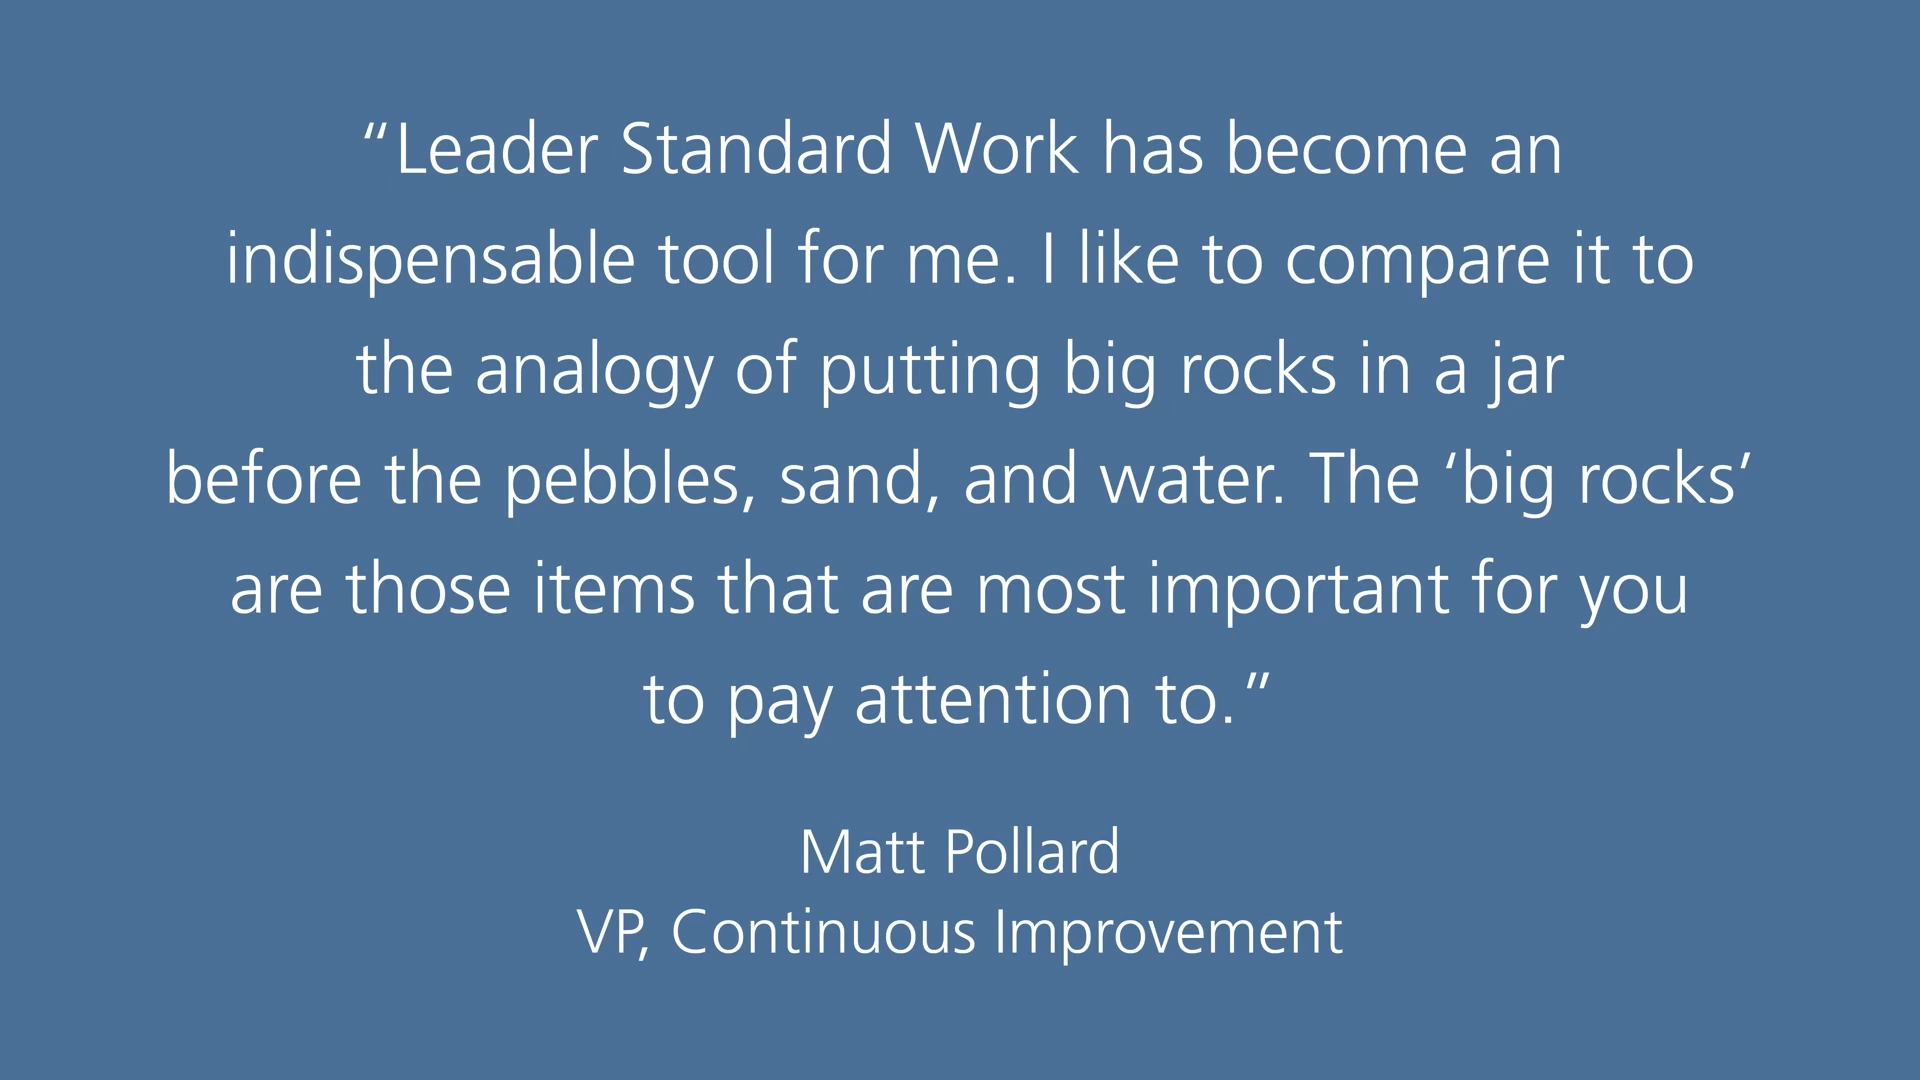 “Leader Standard Work has become an
indispensable tool for me. I like to compare it to
the analogy of putting big rocks in a jar
before the pebbles, sand, and water. The ‘big rocks’
are those items that are most important for you
to pay attention to.”
Matt Pollard
VP, Continuous Improvement